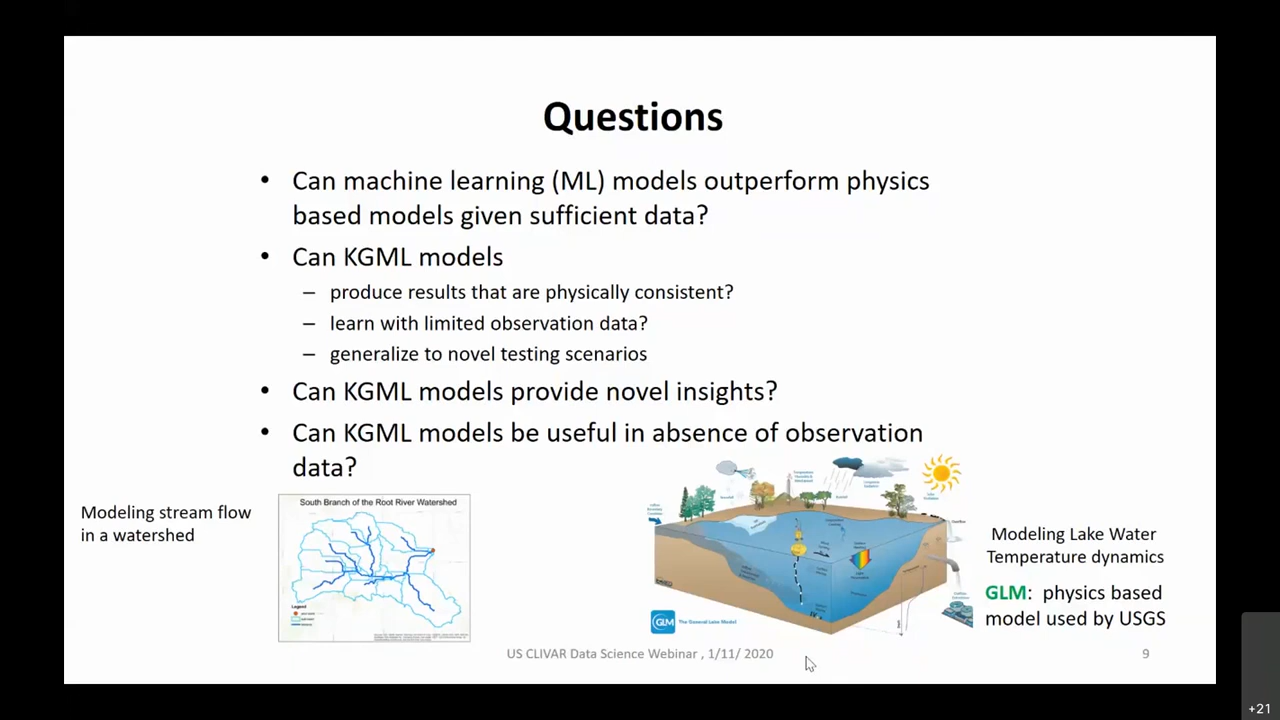 Questions
• Can machine learning (ML) models outperform physics
based models given sufficient data?
• Can KGML models
– produce results that are physically consistent?
– learn with limited observation data?
– generalize to novel testing scenarios
• Can KGML models provide novel insights?
• Can KGML models be useful in absence of observation
data?
Modeling stream flow
in a watershed
South Branch of the Root River Watershed
Legend
GLM
The General Lake Model
Modeling Lake Water
Temperature dynamics
GLM: physics based
model used by USGS
US CLIVAR Data Science Webinar , 1/11/ 2020
9
+21